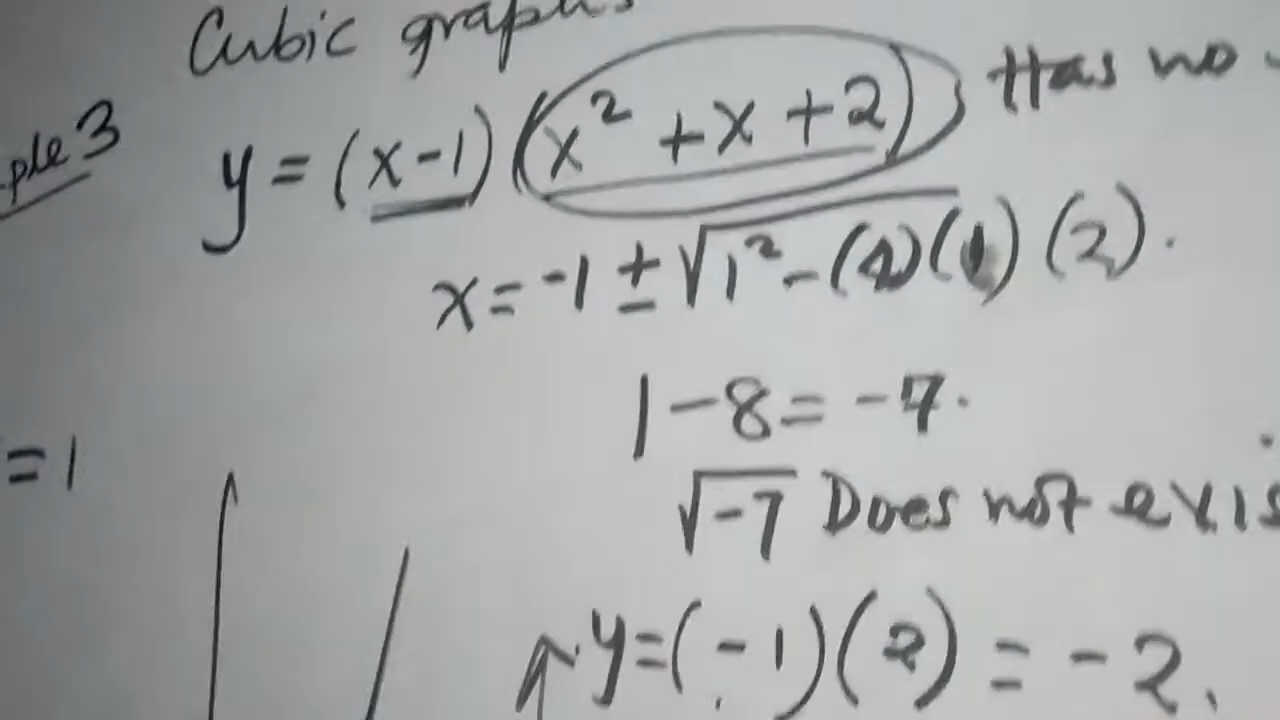 Cubic graphs
ple 3
y = (x-1)(x² + x + 2) Has no
x = -1 ± √1² - (4)(1)(2).
1 - 8 = -7.
= 1
√-7 Does not exis
y = (-1)(2) = -2.